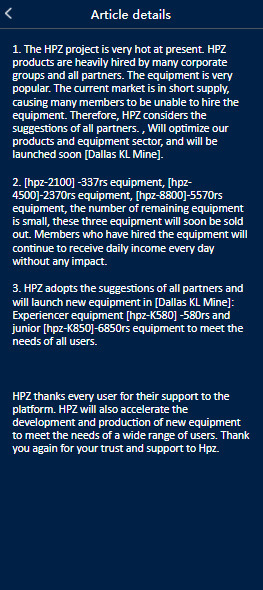 Article details
1. The HPZ project is very hot at present. HPZ
products are heavily hired by many corporate
groups and all partners. The equipment is very
popular. The current market is in short supply,
causing many members to be unable to hire the
equipment. Therefore, HPZ considers the
suggestions of all partners. , Will optimize our
products and equipment sector, and will be
launched soon [Dallas KL Mine].
2. [hpz-2100] -337rs equipment, [hpz-
4500]-2370rs equipment, [hpz-8800]-5570rs
equipment, the number of remaining equipment
is small, these three equipment will soon be sold
out. Members who have hired the equipment will
continue to receive daily income every day
without any impact.
3. HPZ adopts the suggestions of all partners and
will launch new equipment in [Dallas KL Mine]:
Experiencer equipment [hpz-K580] -580rs and
junior [hpz-K850]-6850rs equipment to meet the
needs of all users.
HPZ thanks every user for their support to the
platform. HPZ will also accelerate the
development and production of new equipment
to meet the needs of a wide range of users. Thank
you again for your trust and support to Hpz.